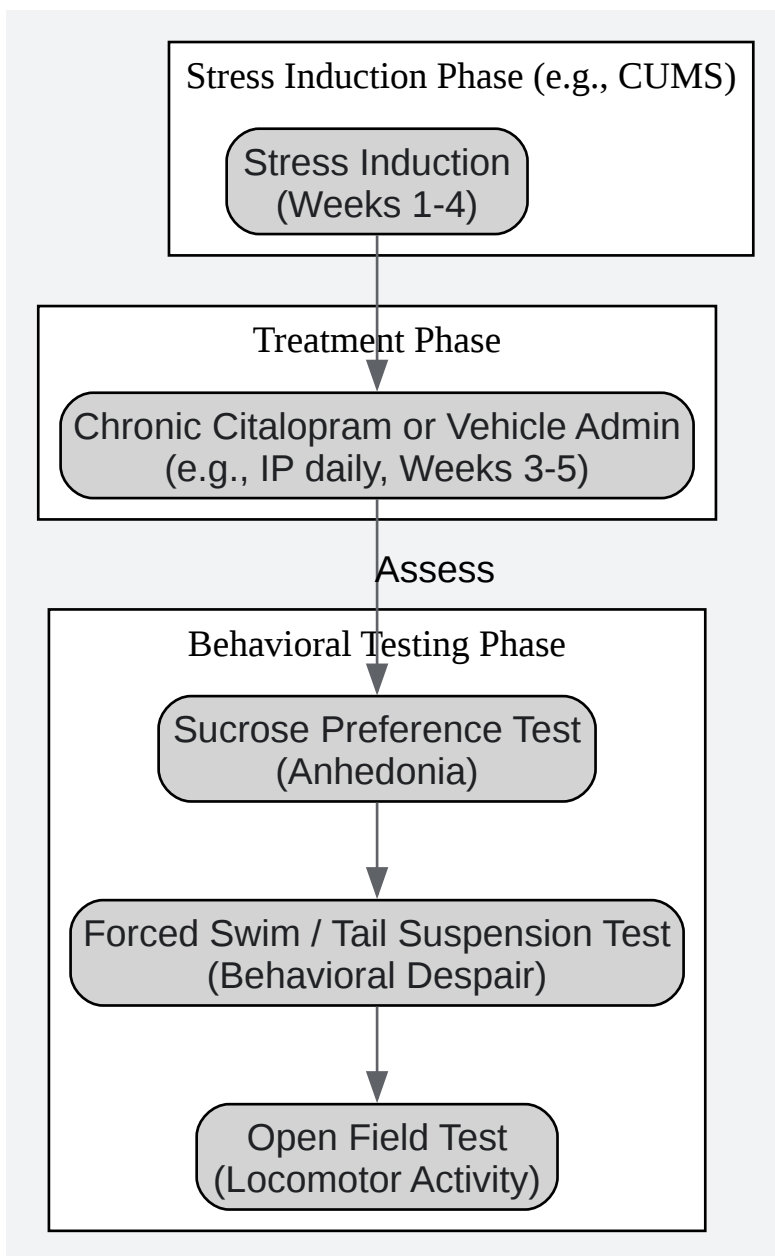 Stress Induction Phase (e.g., CUMS)
Stress Induction
(Weeks 1-4)
Treatment Phase
Chronic Citalopram or Vehicle Admin
(e.g., IP daily, Weeks 3-5)
Assess
Behavioral Testing Phase
Sucrose Preference Test
(Anhedonia)
Forced Swim / Tail Suspension Test
(Behavioral Despair)
Open Field Test
(Locomotor Activity)